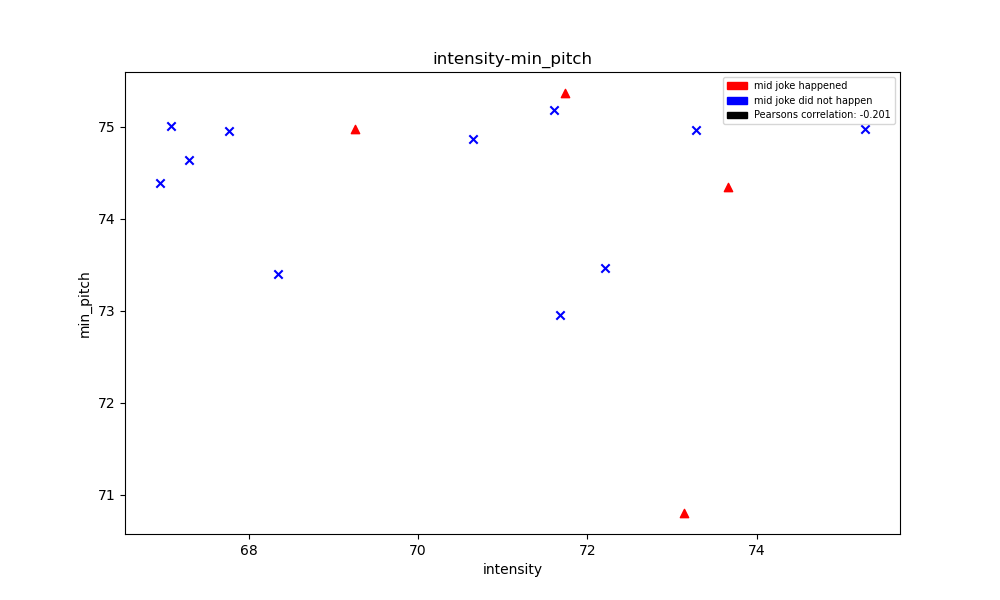 intensity-min_pitch
mid joke happened
mid joke did not happen
Pearsons correlation: -0.201
75
74
73
72
71
min_pitch
68
70
72
74
intensity